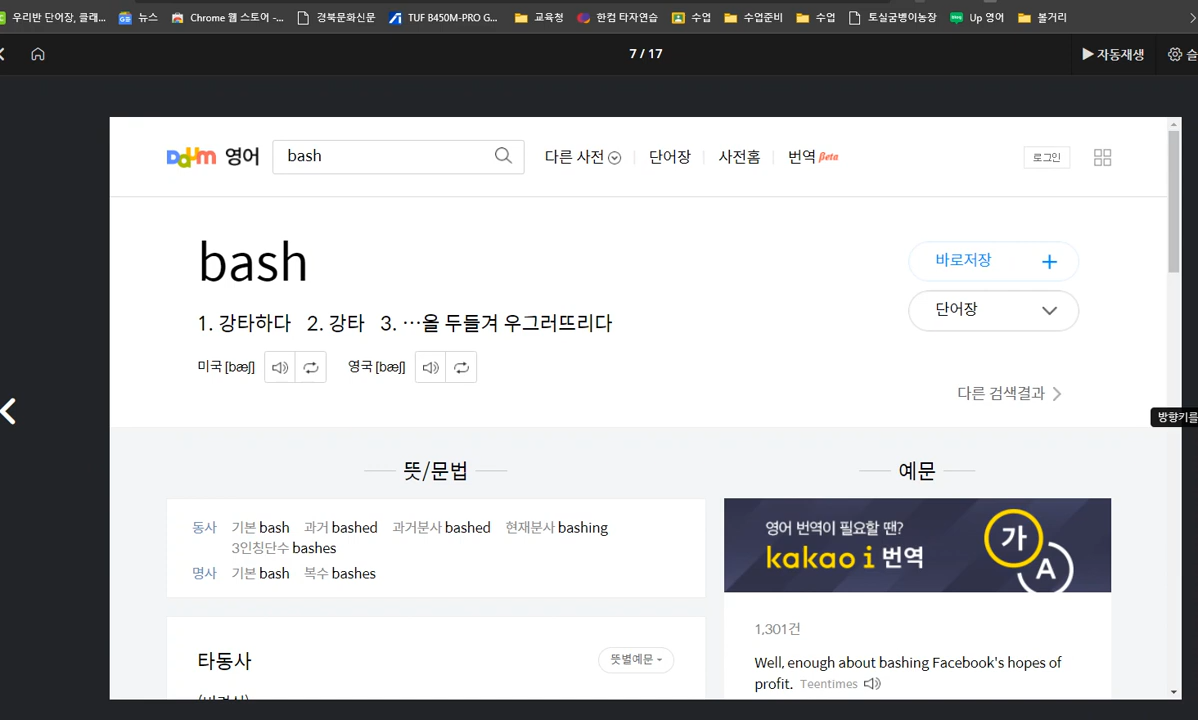 우리반 단어장, 클래... 뉴스 Chrome 웹 스토어 -... 경북문화신문 TUF B450M-PRO G... 교육청 한컴 타자연습 수업 수업준비 수업 토실굼벵이농장 Up 영어 볼거리
7 / 17
▶자동재생
Daum 영어 bash 다른 사전 단어장 사전홈 번역 Beta 로그인
bash
바로저장 +
단어장
1. 강타하다 2. 강타 3. …을 두들겨 우그러뜨리다
미국 [bæʃ] 영국 [bæʃ]
다른 검색결과
방향키를
뜻/문법
동사 기본 bash 과거 bashed 과거분사 bashed 현재분사 bashing
3인칭단수 bashes
명사 기본 bash 복수 bashes
타동사
뜻별예문
예문
영어 번역이 필요할 땐?
kakao i 번역
가
A
1,301건
Well, enough about bashing Facebook's hopes of
profit. Teentimes